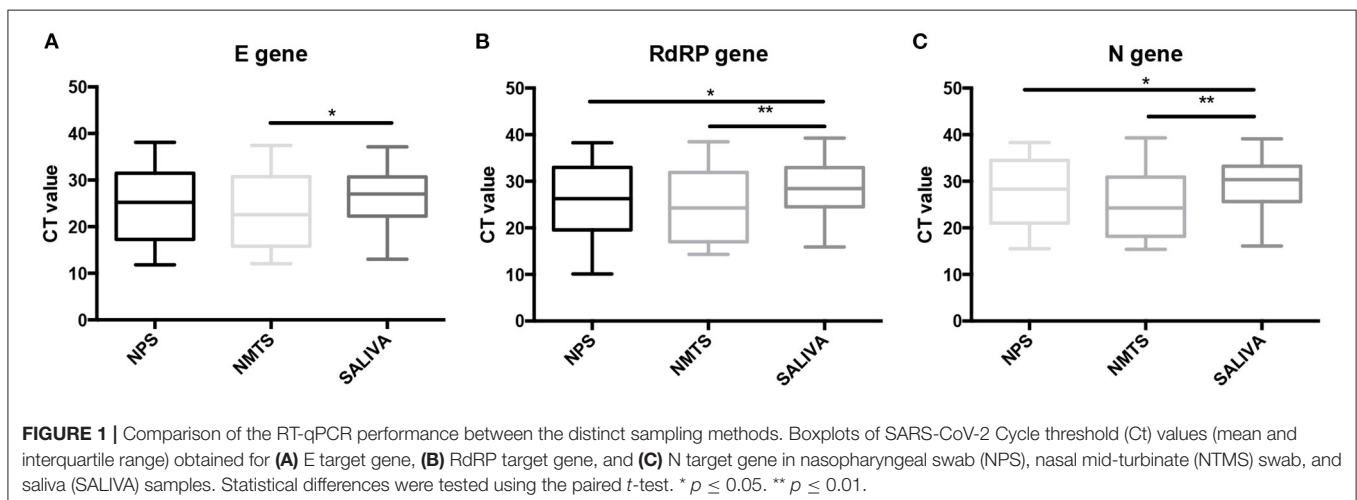 A
E gene
CT value
50
40
30
20
10
0
*
NPS
NMTS
SALIVA
B
RdRP gene
CT value
50
40
30
20
10
0
*
**
NPS
NMTS
SALIVA
C
N gene
CT value
50
40
30
20
10
0
*
**
NPS
NMTS
SALIVA
FIGURE 1 | Comparison of the RT-qPCR performance between the distinct sampling methods. Boxplots of SARS-CoV-2 Cycle threshold (Ct) values (mean and
interquartile range) obtained for (A) E target gene, (B) RdRP target gene, and (C) N target gene in nasopharyngeal swab (NPS), nasal mid-turbinate (NTMS) swab, and
saliva (SALIVA) samples. Statistical differences were tested using the paired t-test. * p ≤ 0.05. ** p ≤ 0.01.